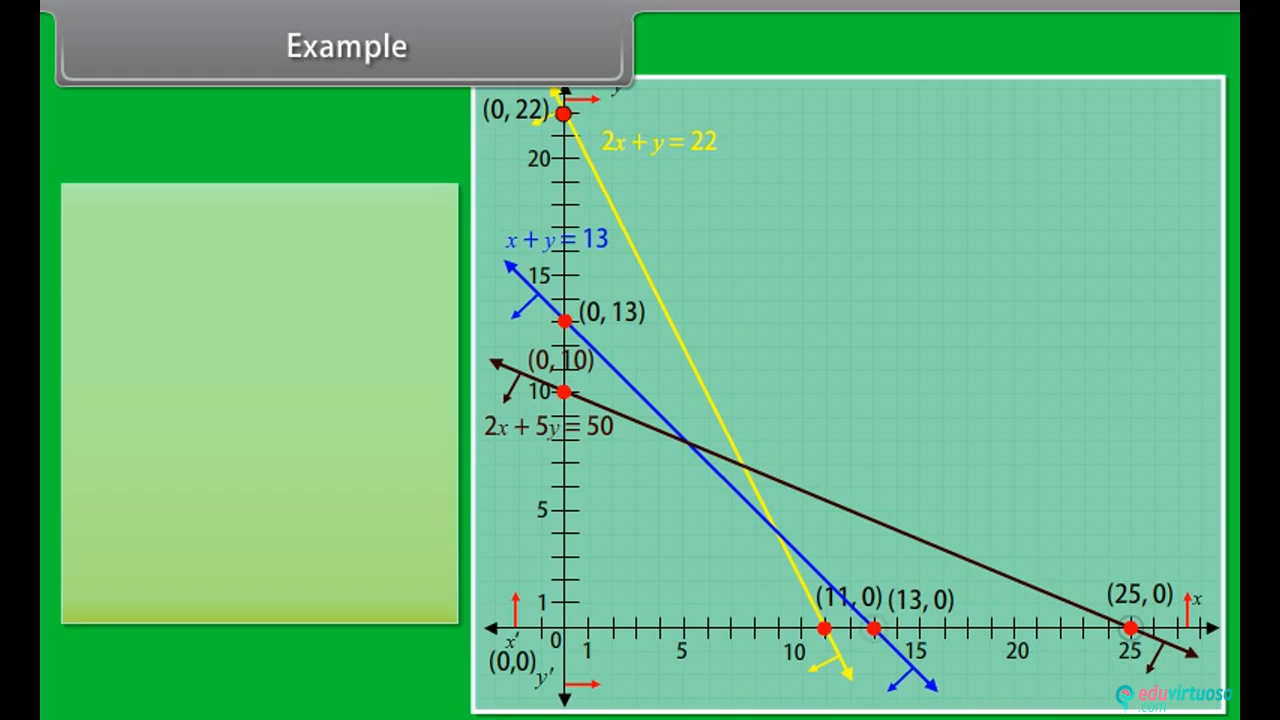 Example
y
(0, 22)
2x + y = 22
20
x + y = 13
15
(0, 13)
(0, 10)
10
2x + 5y = 50
5
1
(11, 0) (13, 0) (25, 0)
x
x′ 0 1 5 10 15 20 25
(0,0)
y′
eduvirtuoso
.com